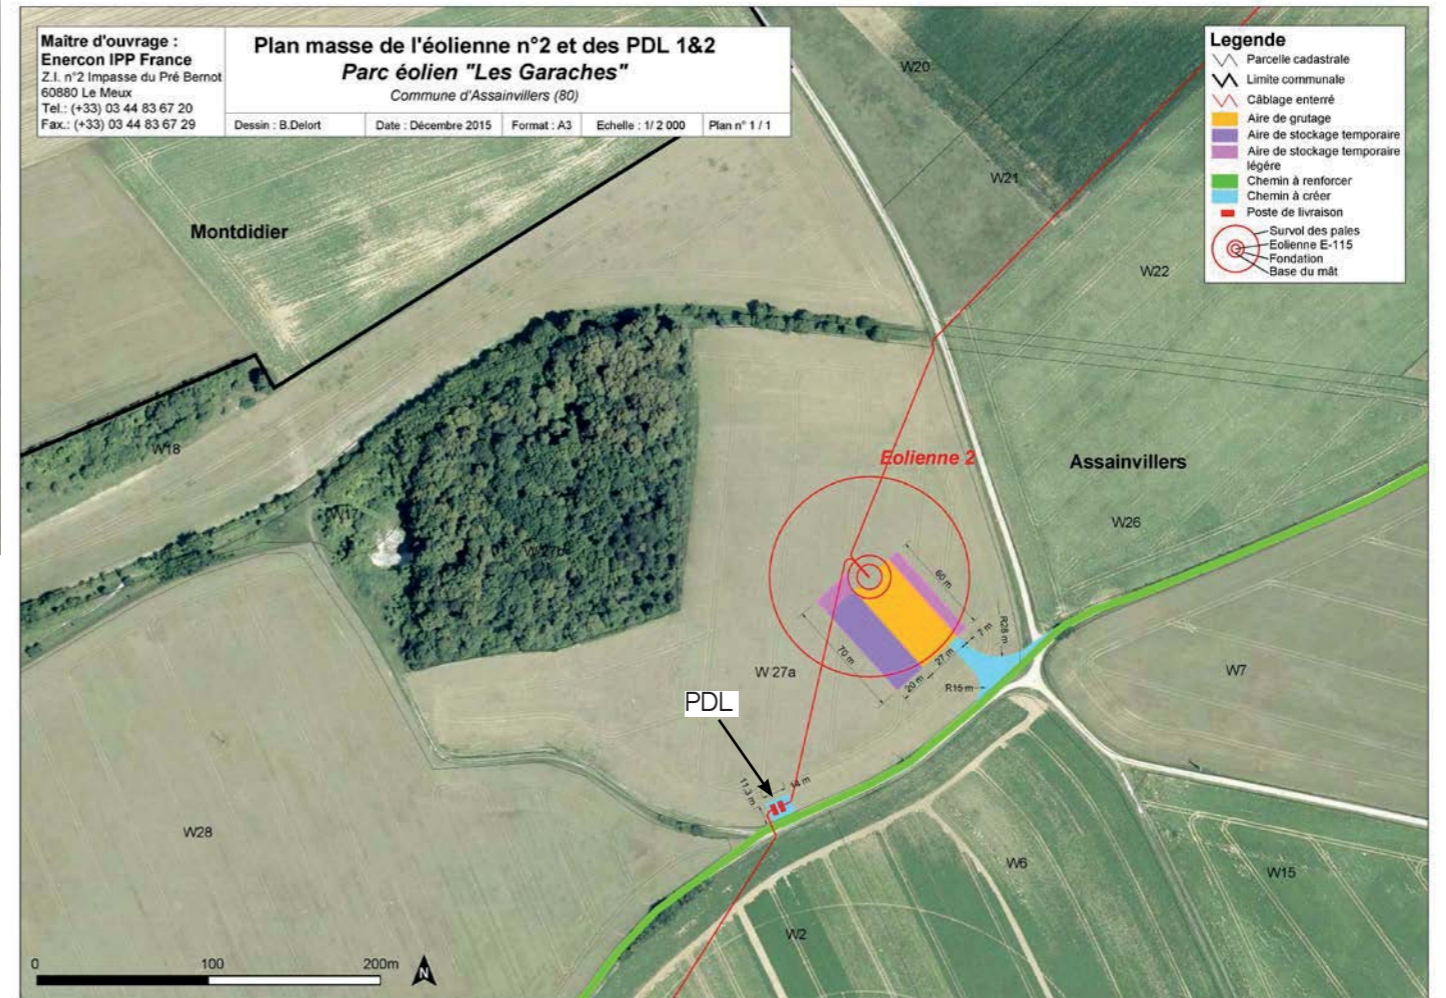 Maître d'ouvrage :
Enercon IPP France
Z.I. n°2 Impasse du Pré Bernot
60880 Le Meux
Tel.: (+33) 03 44 83 67 20
Fax.: (+33) 03 44 83 67 29
Plan masse de l'éolienne n°2 et des PDL 1&2
Parc éolien "Les Garaches"
Commune d'Assainvillers (80)
Dessin : B.Delort
Date : Décembre 2015
Format : A3
Echelle : 1/ 2 000
Plan n° 1 / 1
Legende
Parcelle cadastrale
Limite communale
Câblage enterré
Aire de grutage
Aire de stockage temporaire
Aire de stockage temporaire
légére
Chemin à renforcer
Chemin à créer
Poste de livraison
Survol des pales
Eolienne E-115
Fondation
Base du mât
W20
W21
W22
Montdidier
W18
W17
W27b
Eolienne 2
Assainvillers
W26
60 m
7 m
R28 m
27 m
70 m
20 m
R15 m
W 27a
W7
PDL
11,3 m
14 m
W28
W6
W15
W2
0 100 200m
N